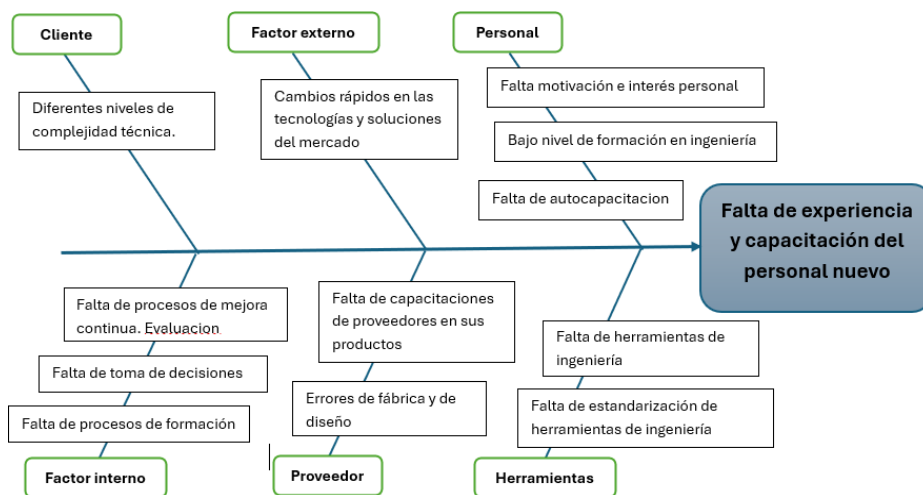 Cliente
Factor externo
Personal
Diferentes niveles de
complejidad técnica.
Cambios rápidos en las
tecnologías y soluciones
del mercado
Falta motivación e interés personal
Bajo nivel de formación en ingeniería
Falta de autocapacitacion
Falta de experiencia
y capacitación del
personal nuevo
Falta de procesos de mejora
continua. Evaluacion
Falta de toma de decisiones
Falta de procesos de formación
Falta de capacitaciones
de proveedores en sus
productos
Errores de fábrica y de
diseño
Falta de herramientas de
ingeniería
Falta de estandarización de
herramientas de ingeniería
Factor interno
Proveedor
Herramientas